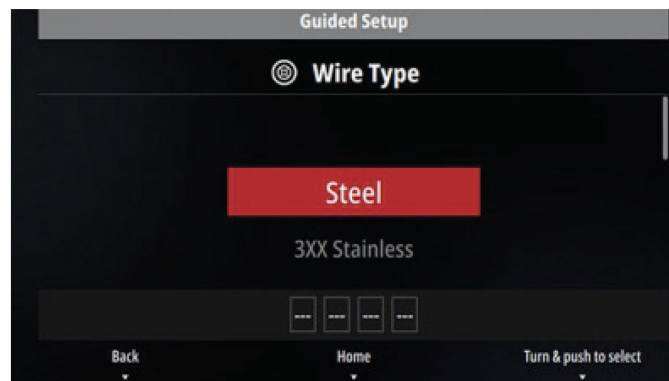 Guided Setup
Wire Type
Steel
3XX Stainless
--- --- --- ---
Back Home Turn & push to select